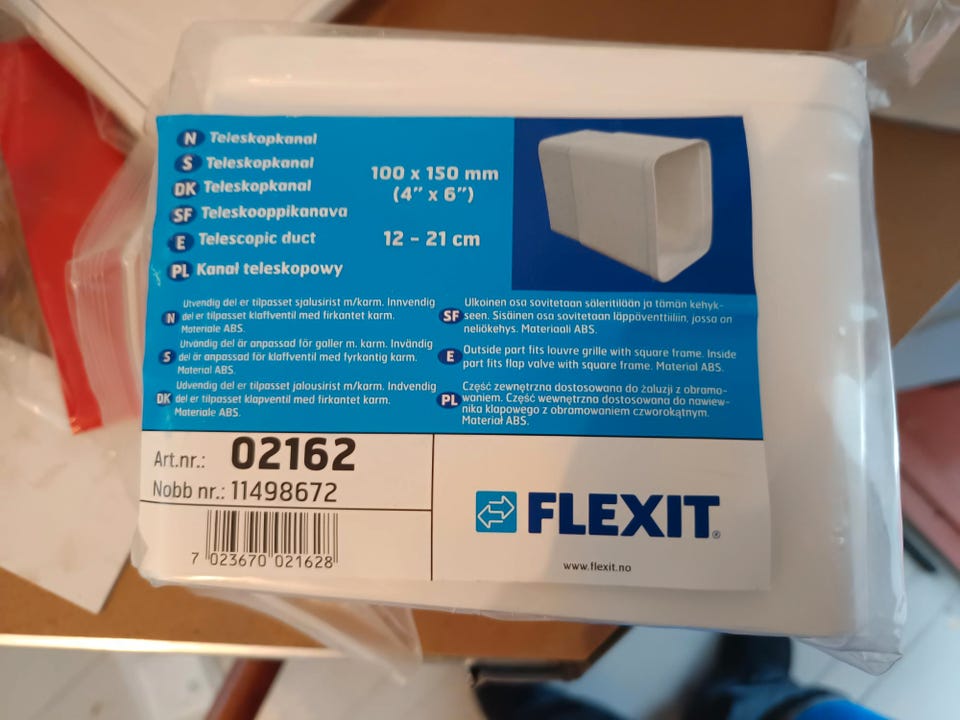 N Teleskopkanal
S Teleskopkanal
DK Teleskopkanal
SF Teleskooppikanava
E Telescopic duct
PL Kanał teleskopowy
100 x 150 mm
(4” x 6”)
12 - 21 cm
N Utvendig del er tilpasset sjalusirist m/karm. Innvendig
del er tilpasset klaffventil med firkantet karm.
Materiale ABS.
S Utvändig del är anpassad för galler m. karm. Invändig
del är anpassad för klaffventil med fyrkantig karm.
Material ABS.
DK Udvendig del er tilpasset jalousirist m/karm. Indvendig
del er tilpasset klapventil med firkantet karm.
Materiale ABS.
SF Ulkoinen osa sovitetaan säleritilään ja tämän kehyk-
seen. Sisäinen osa sovitetaan läppäventtiiliin, jossa on
neliökehys. Materiaali ABS.
E Outside part fits louvre grille with square frame. Inside
part fits flap valve with square frame. Material ABS.
PL Część zewnętrzna dostosowana do żaluzji z obramo-
waniem. Część wewnętrzna dostosowana do nawiew-
nika klapowego z obramowaniem czworokątnym.
Materiał ABS.
Art.nr.: 02162
Nobb nr.: 11498672
7 023670 021628
FLEXIT®
www.flexit.no